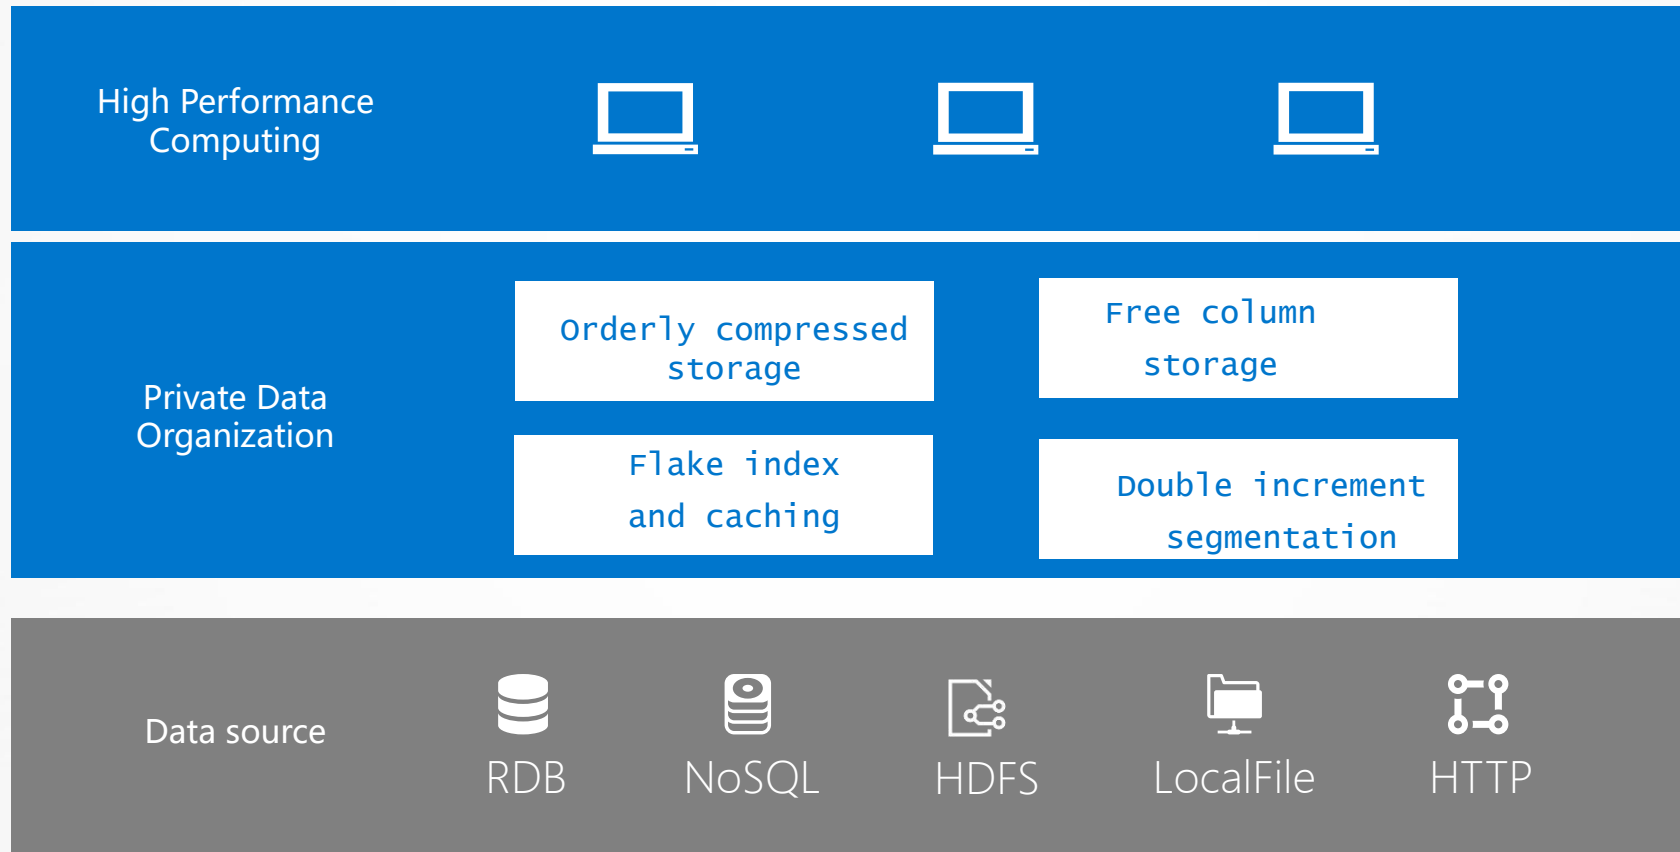 High Performance
Computing
Orderly compressed
storage
Free column
storage
Private Data
Organization
Flake index
and caching
Double increment
segmentation
Data source
RDB
NoSQL
HDFS
LocalFile
HTTP